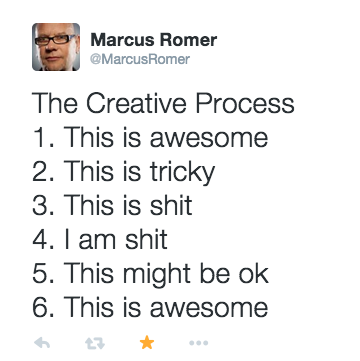 Marcus Romer
@MarcusRomer
The Creative Process
1. This is awesome
2. This is tricky
3. This is shit
4. I am shit
5. This might be ok
6. This is awesome